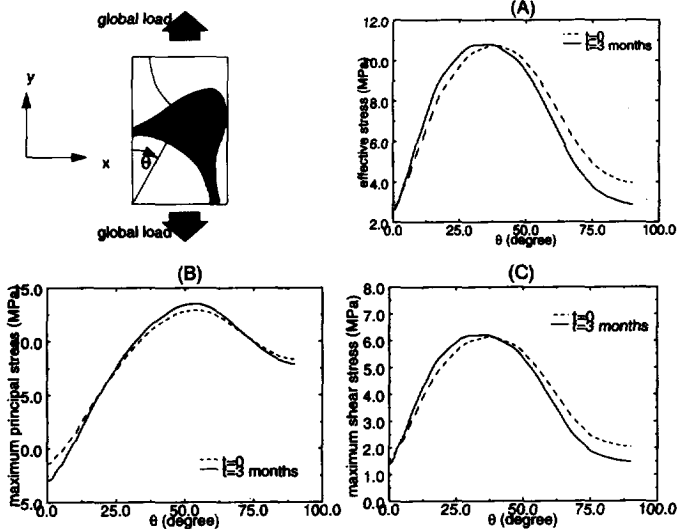 global load
y
x
θ
global load
(A)
effective stress (MPa)
12.0
10.0
8.0
6.0
4.0
2.0
t=0
t=3 months
0.0 25.0 50.0 75.0 100.0
θ (degree)
(B)
maximum principal stress (MPa)
5.0
0.0
5.0
0.0
5.0
t=0
t=3 months
0.0 25.0 50.0 75.0 100.0
θ (degree)
(C)
maximum shear stress (MPa)
8.0
7.0
6.0
5.0
4.0
3.0
2.0
1.0
0.0
t=0
t=3 months
0.0 25.0 50.0 75.0 100.0
θ (degree)